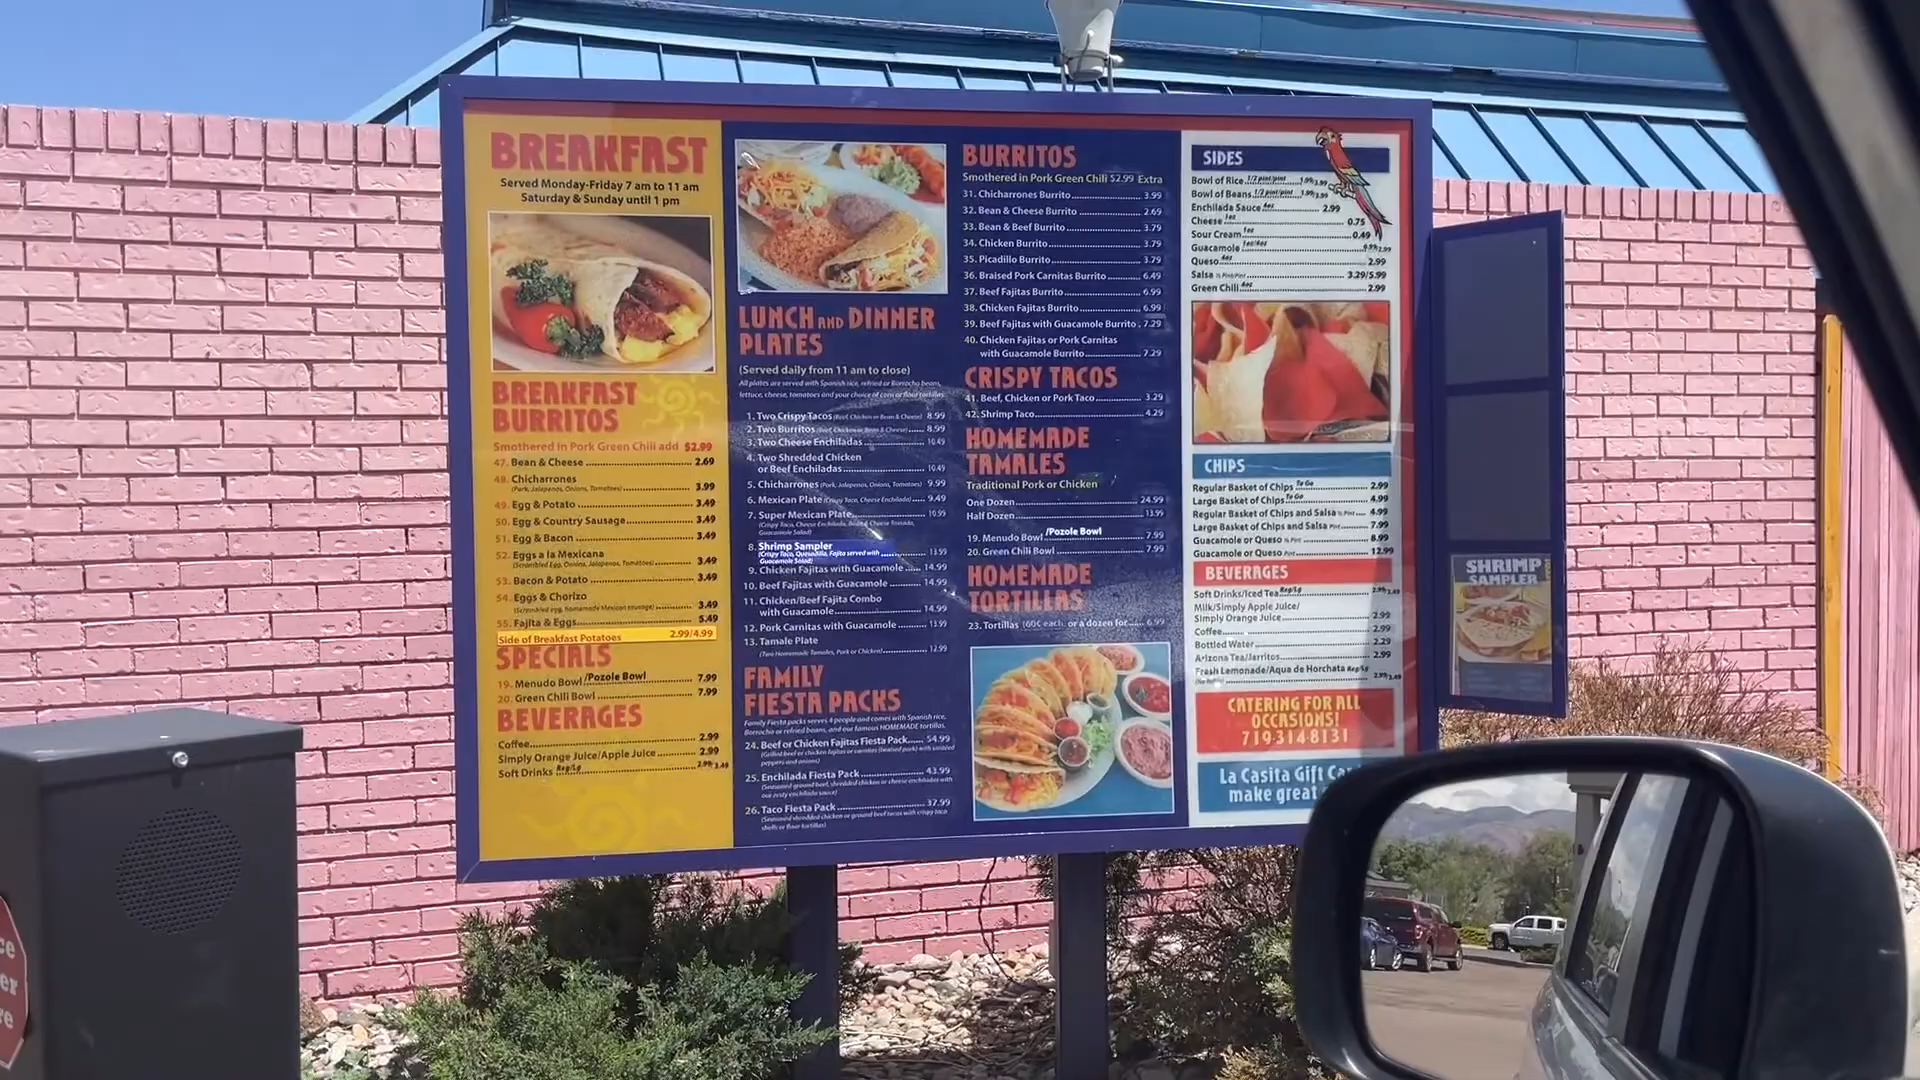 BREAKFAST
Served Monday-Friday 7 am to 11 am
Saturday & Sunday until 1 pm
BREAKFAST
BURRITOS
Smothered in Pork Green Chili add $2.99
47. Bean & Cheese 2.69
48. Chicharrones
(Pork, Jalapenos, Onions, Tomatoes) 3.99
49. Egg & Potato 3.49
50. Egg & Country Sausage 3.49
51. Egg & Bacon 3.49
52. Eggs a la Mexicana
(Scrambled Egg, Onions, Jalapenos, Tomatoes) 3.49
53. Bacon & Potato 3.49
54. Eggs & Chorizo
(Scrambled egg, homemade Mexican sausage) 3.49
55. Fajita & Eggs 5.49
Side of Breakfast Potatoes 2.99/4.99
SPECIALS
19. Menudo Bowl /Pozole Bowl 7.99
20. Green Chili Bowl 7.99
BEVERAGES
Coffee 2.99
Simply Orange Juice/Apple Juice 2.99
Soft Drinks Reg/Lg 2.99/3.49
LUNCH AND DINNER
PLATES
(Served daily from 11 am to close)
All plates are served with Spanish rice, refried or Borracho beans,
lettuce, cheese, tomatoes and your choice of corn or flour tortillas.
1. Two Crispy Tacos (Beef, Chicken or Bean & Cheese) 8.99
2. Two Burritos (Beef, Chicken or Bean & Cheese) 8.99
3. Two Cheese Enchiladas 10.49
4. Two Shredded Chicken
or Beef Enchiladas 10.49
5. Chicharrones (Pork, Jalapenos, Onions, Tomatoes) 9.99
6. Mexican Plate (Crispy Taco, Cheese Enchilada) 9.49
7. Super Mexican Plate 10.99
(Crispy Taco, Cheese Enchilada, Bean & Cheese Tostada,
Guacamole Salad)
8. Shrimp Sampler
(Crispy Taco, Quesadilla, Fajita served with 13.99
Guacamole Salad)
9. Chicken Fajitas with Guacamole 14.99
10. Beef Fajitas with Guacamole 14.99
11. Chicken/Beef Fajita Combo
with Guacamole 14.99
12. Pork Carnitas with Guacamole 13.99
13. Tamale Plate
(Two Homemade Tamales, Pork or Chicken) 12.99
FAMILY
FIESTA PACKS
Family Fiesta packs serves 4 people and comes with Spanish rice,
Borracho or refried beans, and our famous HOMEMADE tortillas.
24. Beef or Chicken Fajitas Fiesta Pack 54.99
(Grilled beef or chicken fajitas or carnitas (braised pork) with sautéed
peppers and onions)
25. Enchilada Fiesta Pack 43.99
(Seasoned ground beef, shredded chicken or cheese enchiladas with
our zesty enchilada sauce)
26. Taco Fiesta Pack 37.99
(Seasoned shredded chicken or ground beef tacos with crispy taco
shells or flour tortillas)
BURRITOS
Smothered in Pork Green Chili $2.99 Extra
31. Chicharrones Burrito 3.99
32. Bean & Cheese Burrito 2.69
33. Bean & Beef Burrito 3.79
34. Chicken Burrito 3.79
35. Picadillo Burrito 3.79
36. Braised Pork Carnitas Burrito 6.49
37. Beef Fajitas Burrito 6.99
38. Chicken Fajitas Burrito 6.99
39. Beef Fajitas with Guacamole Burrito 7.29
40. Chicken Fajitas or Pork Carnitas
with Guacamole Burrito 7.29
CRISPY TACOS
41. Beef, Chicken or Pork Taco 3.29
42. Shrimp Taco 4.29
HOMEMADE
TAMALES
Traditional Pork or Chicken
One Dozen 24.99
Half Dozen 13.99
19. Menudo Bowl /Pozole Bowl 7.99
20. Green Chili Bowl 7.99
HOMEMADE
TORTILLAS
23. Tortillas (60¢ each, or a dozen for 6.99
SIDES
Bowl of Rice 1/2 pint/pint 1.99/3.99
Bowl of Beans 1/2 pint/pint 1.99/3.99
Enchilada Sauce 4oz 2.99
Cheese 1oz 0.75
Sour Cream 1oz 0.49
Guacamole 1oz/4oz
Queso 4oz 2.99
Salsa ½ Pint/Pint 3.29/5.99
Green Chili 4oz 2.99
CHIPS
Regular Basket of Chips To Go 2.99
Large Basket of Chips To Go 4.99
Regular Basket of Chips and Salsa ½ Pint 4.99
Large Basket of Chips and Salsa Pint 7.99
Guacamole or Queso ½ Pint 8.99
Guacamole or Queso Pint 12.99
BEVERAGES
Soft Drinks/Iced Tea Reg/Lg 2.99/3.49
Milk/Simply Apple Juice/
Simply Orange Juice 2.99
Coffee 2.99
Bottled Water 2.29
Arizona Tea/Jarritos 2.99
Fresh Lemonade/Aqua de Horchata Reg/Lg
(No Refills) 2.99/3.49
CATERING FOR ALL
OCCASIONS!
719-314-8131
La Casita Gift Car
make great
SHRIMP
SAMPLER